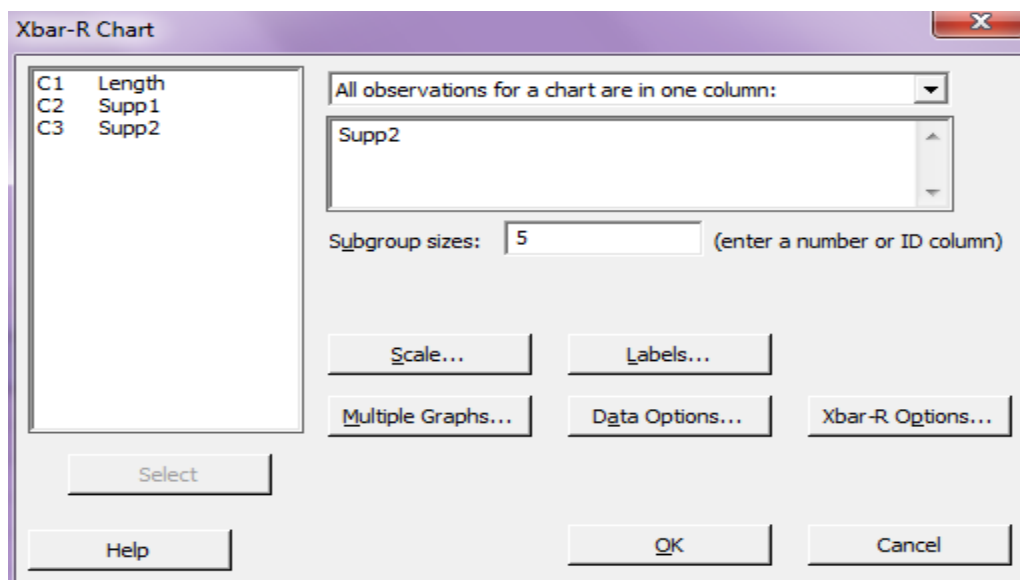 Xbar-R Chart
C1 Length
C2 Supp1
C3 Supp2
All observations for a chart are in one column:
Supp2
Subgroup sizes: 5 (enter a number or ID column)
Scale... Labels...
Multiple Graphs... Data Options... Xbar-R Options...
Select
Help OK Cancel